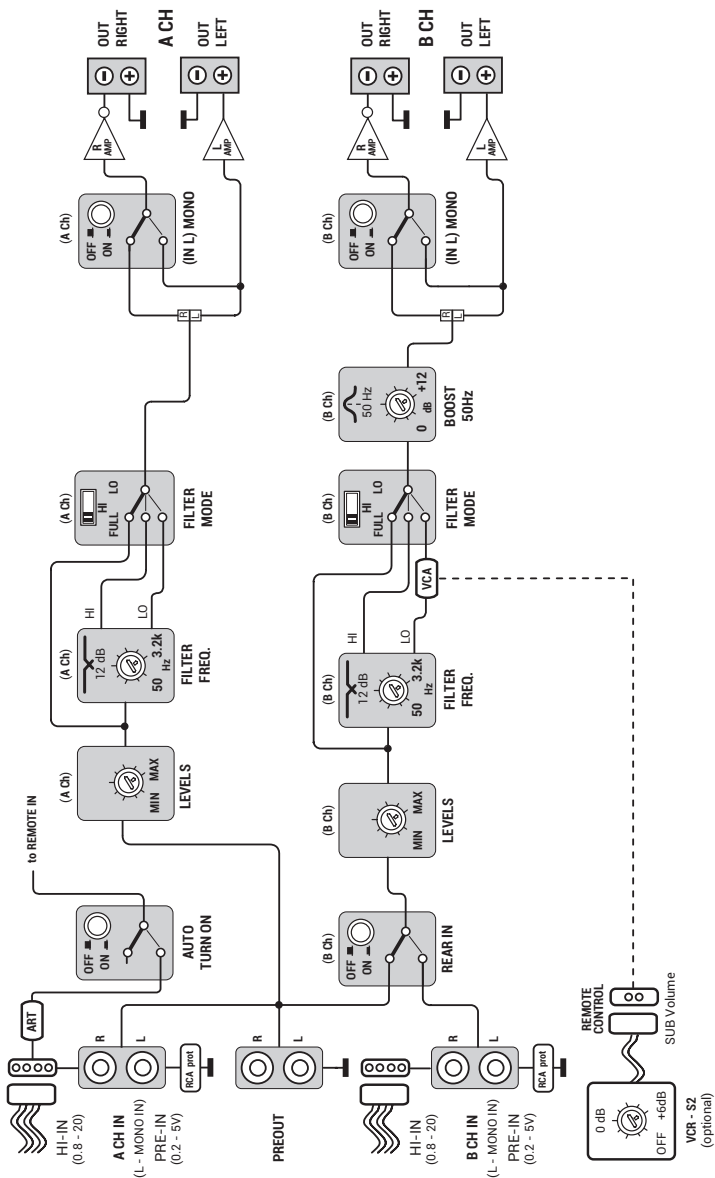 HI-IN
(0.8 - 20)
A CH IN
(L - MONO IN)
PRE-IN
(0.2 - 5V)
R
L
RCA prot
ART
OFF
ON
AUTO
TURN ON
to REMOTE IN
(A Ch)
MIN MAX
LEVELS
(A Ch)
12 dB
50 3.2k
Hz
FILTER
FREQ.
HI
LO
(A Ch)
FULL HI LO
FILTER
MODE
R
L
(A Ch)
OFF
ON
(IN L) MONO
R
AMP
L
AMP
OUT
RIGHT
A CH
OUT
LEFT
PREOUT
R
L
HI-IN
(0.8 - 20)
B CH IN
(L - MONO IN)
PRE-IN
(0.2 - 5V)
R
L
RCA prot
(B Ch)
OFF
ON
REAR IN
(B Ch)
MIN MAX
LEVELS
(B Ch)
12 dB
50 3.2k
Hz
FILTER
FREQ.
HI
LO
VCA
(B Ch)
FULL HI LO
FILTER
MODE
(B Ch)
50 Hz
0 dB +12
BOOST
50Hz
R
L
(B Ch)
OFF
ON
(IN L) MONO
R
AMP
L
AMP
OUT
RIGHT
B CH
OUT
LEFT
0 dB
OFF +6dB
VCR - S2
(optional)
REMOTE
CONTROL
SUB Volume